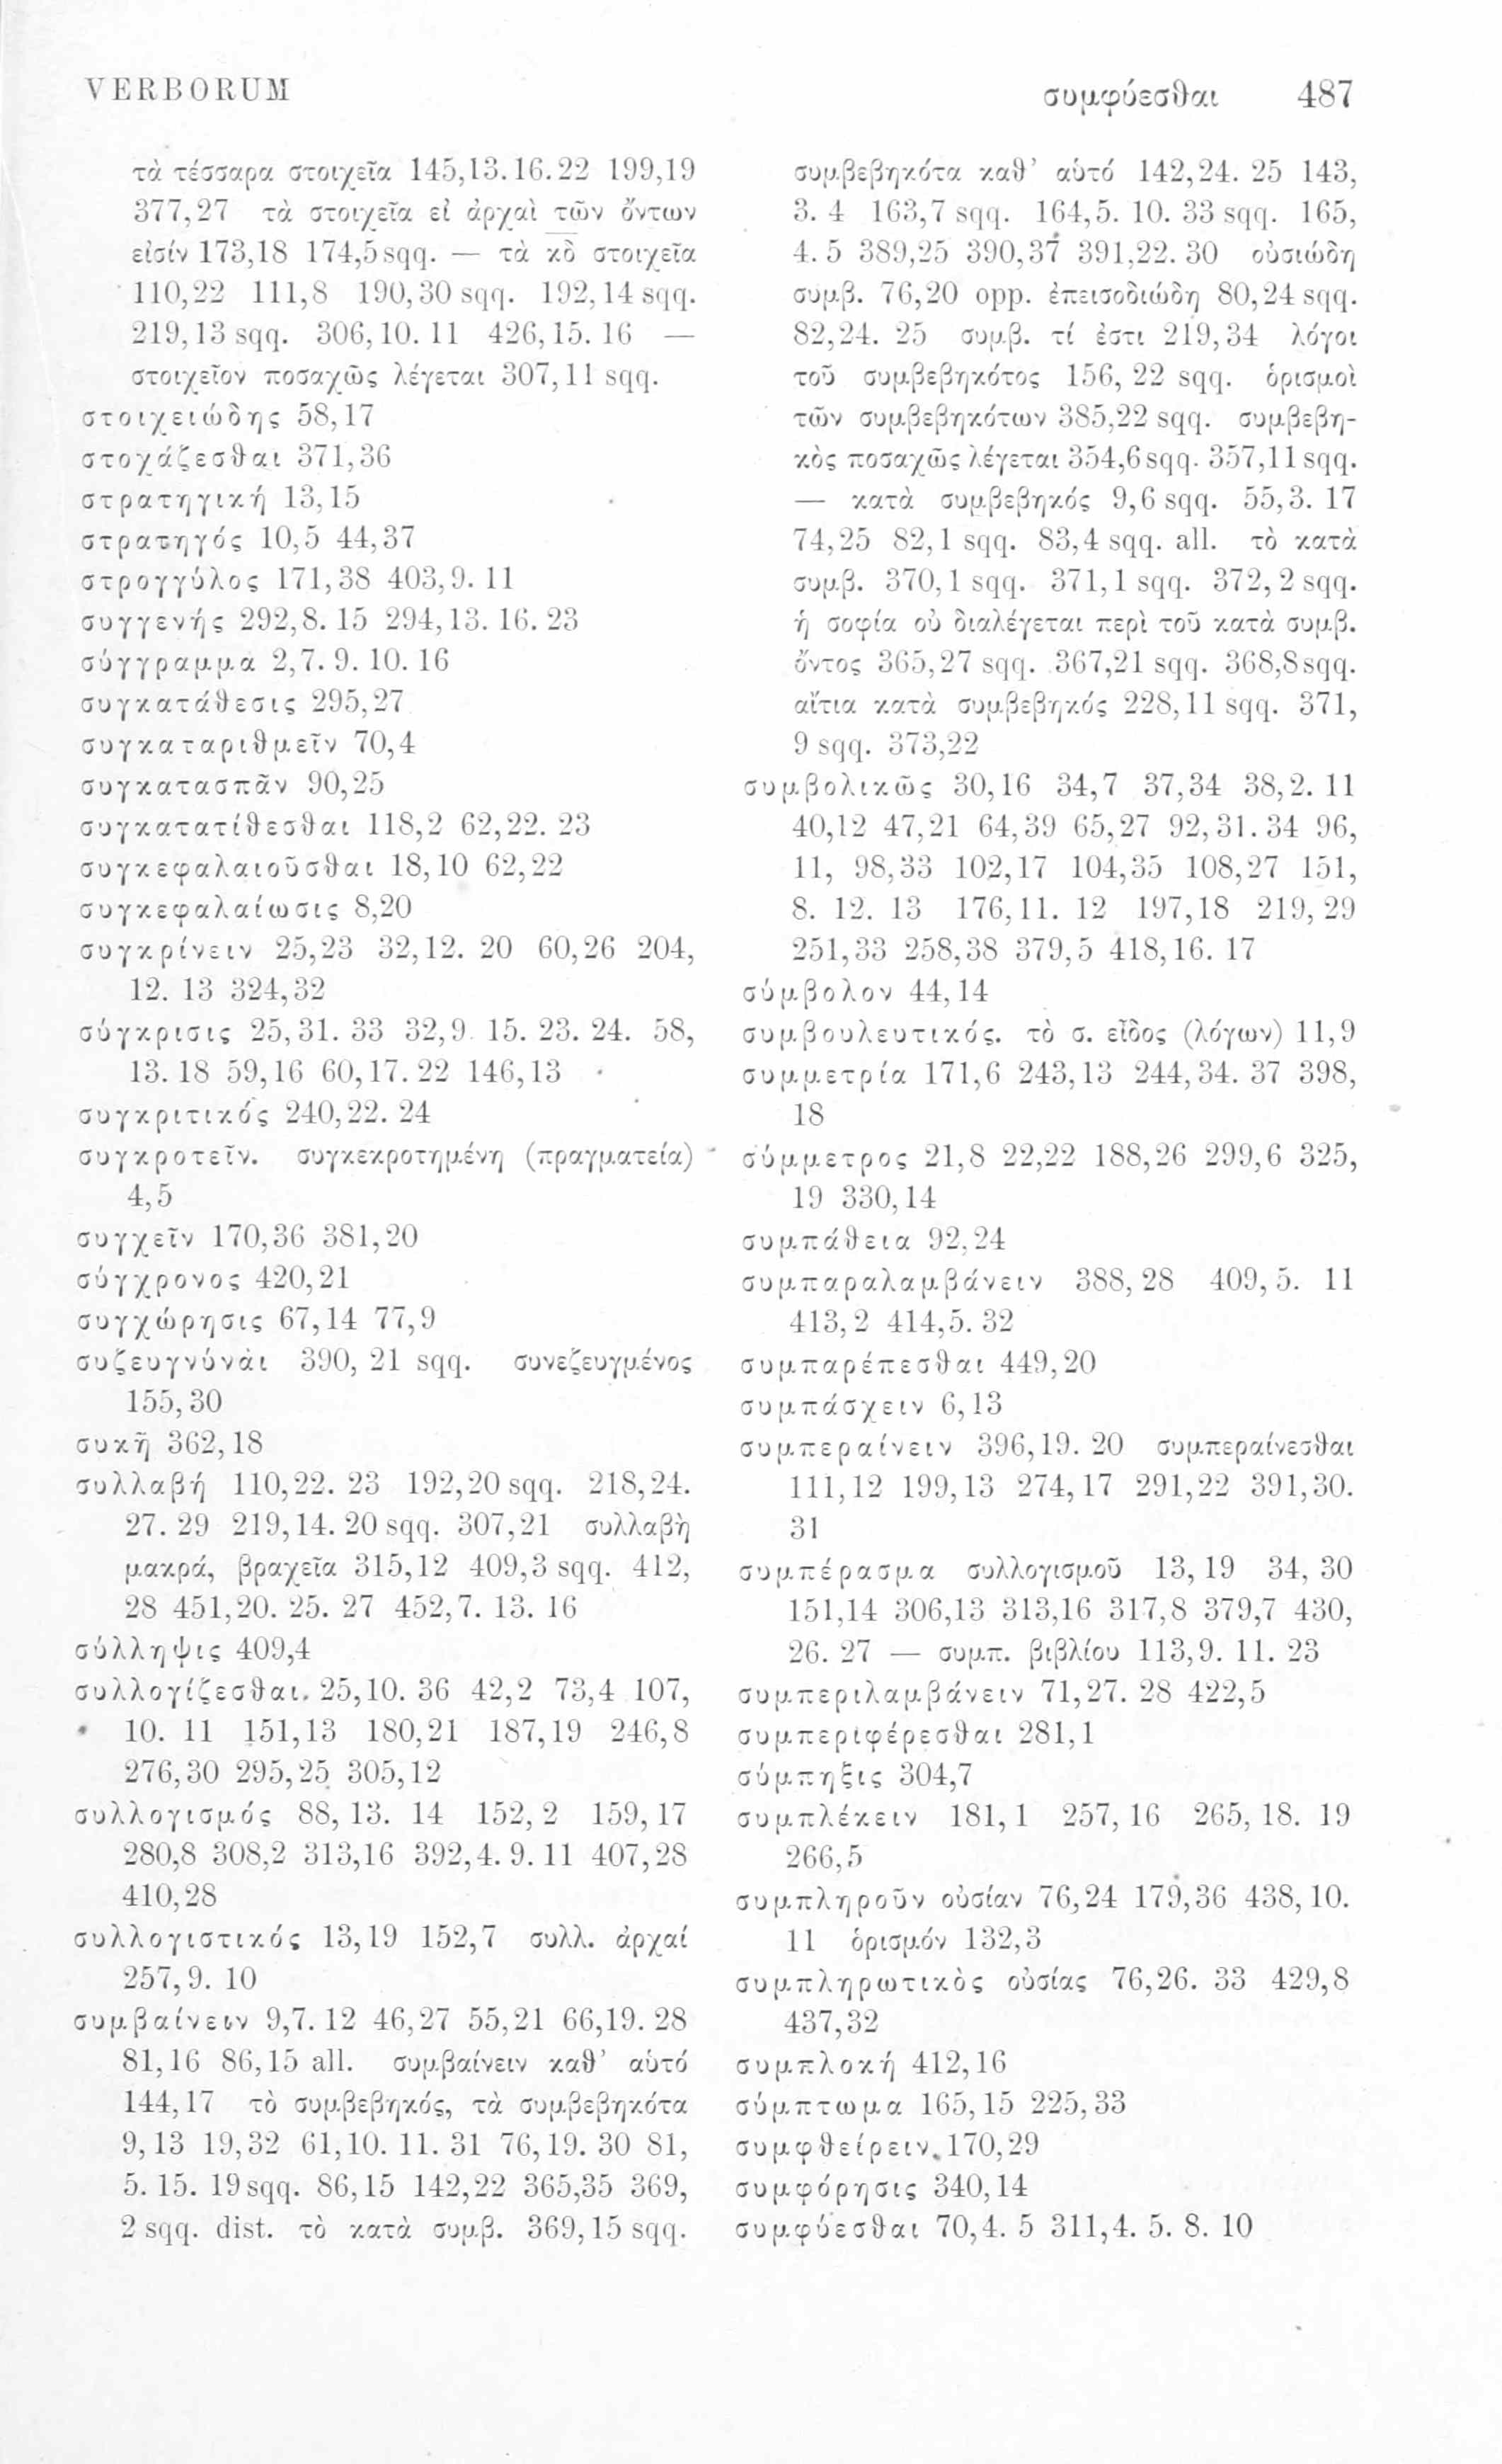 VERBORUM
συμφύεσθαι 487
τὰ τέσσαρα στοιχεῖα 145,13.16.22 199,19
377,27 τὰ στοιχεῖα εἰ ἀρχαὶ τῶν ὄντων
εἰσίν 173,18 174,5 sqq. — τὰ κδ στοιχεῖα
110,22 111,8 190,30 sqq. 192,14 sqq.
219,13 sqq. 306,10. 11 426,15. 16 —
στοιχεῖον ποσαχῶς λέγεται 307,11 sqq.
στοιχειώδης 58,17
στοχάζεσθαι 371,36
στρατηγική 13,15
στρατηγός 10,5 44,37
στρογγύλος 171,38 403,9. 11
συγγενής 292,8. 15 294,13. 16. 23
σύγγραμμα 2,7. 9. 10. 16
συγκατάθεσις 295,27
συγκαταριθμεῖν 70,4
συγκατασπᾶν 90,25
συγκατατίθεσθαι 118,2 62,22. 23
συγκεφαλαιοῦσθαι 18,10 62,22
συγκεφαλαίωσις 8,20
συγκρίνειν 25,23 32,12. 20 60,26 204,
12. 13 324,32
σύγκρισις 25,31. 33 32,9. 15. 23. 24. 58,
13. 18 59,16 60,17. 22 146,13
συγκριτικός 240,22. 24
συγκροτεῖν. συγκεκροτημένη (πραγματεία)
4,5
συγχεῖν 170,36 381,20
σύγχρονος 420,21
συγχώρησις 67,14 77,9
συζευγνύναι 390, 21 sqq. συνεζευγμένος
155,30
συκῆ 362,18
συλλαβή 110,22. 23 192,20 sqq. 218,24.
27. 29 219,14. 20 sqq. 307,21 συλλαβὴ
μακρά, βραχεῖα 315,12 409,3 sqq. 412,
28 451,20. 25. 27 452,7. 13. 16
σύλληψις 409,4
συλλογίζεσθαι. 25,10. 36 42,2 73,4 107,
10. 11 151,13 180,21 187,19 246,8
276,30 295,25 305,12
συλλογισμός 88, 13. 14 152, 2 159, 17
280,8 308,2 313,16 392,4. 9. 11 407,28
410,28
συλλογιστικός 13,19 152,7 συλλ. ἀρχαί
257,9. 10
συμβαίνειν 9,7. 12 46,27 55,21 66,19. 28
81,16 86,15 all. συμβαίνειν καθ’ αὑτό
144,17 τὸ συμβεβηκός, τὰ συμβεβηκότα
9,13 19,32 61,10. 11. 31 76,19. 30 81,
5. 15. 19 sqq. 86,15 142,22 365,35 369,
2 sqq. dist. τὸ κατὰ συμβ. 369,15 sqq.
συμβεβηκότα καθ’ αὑτό 142,24. 25 143,
3. 4 163,7 sqq. 164,5. 10. 33 sqq. 165,
4. 5 389,25 390,37 391,22. 30 οὐσιώδη
συμβ. 76,20 opp. ἐπεισοδιώδη 80,24 sqq.
82,24. 25 συμβ. τί ἐστι 219,34 λόγοι
τοῦ συμβεβηκότος 156, 22 sqq. ὁρισμοὶ
τῶν συμβεβηκότων 385,22 sqq. συμβεβη-
κὸς ποσαχῶς λέγεται 354,6 sqq. 357,11 sqq.
— κατὰ συμβεβηκός 9,6 sqq. 55,3. 17
74,25 82,1 sqq. 83,4 sqq. all. τὸ κατὰ
συμβ. 370,1 sqq. 371,1 sqq. 372, 2 sqq.
ἡ σοφία οὐ διαλέγεται περὶ τοῦ κατὰ συμβ.
ὄντος 365,27 sqq. 367,21 sqq. 368,8 sqq.
αἴτια κατὰ συμβεβηκός 228,11 sqq. 371,
9 sqq. 373,22
συμβολικῶς 30,16 34,7 37,34 38,2. 11
40,12 47,21 64,39 65,27 92,31. 34 96,
11, 98,33 102,17 104,35 108,27 151,
8. 12. 13 176,11. 12 197,18 219,29
251,33 258,38 379,5 418,16. 17
σύμβολον 44,14
συμβουλευτικός. τὸ σ. εἶδος (λόγων) 11,9
συμμετρία 171,6 243,13 244,34. 37 398,
18
σύμμετρος 21,8 22,22 188,26 299,6 325,
19 330,14
συμπάθεια 92,24
συμπαραλαμβάνειν 388, 28 409, 5. 11
413, 2 414,5. 32
συμπαρέπεσθαι 449,20
συμπάσχειν 6,13
συμπεραίνειν 396,19. 20 συμπεραίνεσθαι
111,12 199,13 274,17 291,22 391,30.
31
συμπέρασμα συλλογισμοῦ 13, 19 34, 30
151,14 306,13 313,16 317,8 379,7 430,
26. 27 — συμπ. βιβλίου 113,9. 11. 23
συμπεριλαμβάνειν 71,27. 28 422,5
συμπεριφέρεσθαι 281,1
σύμπηξις 304,7
συμπλέκειν 181, 1 257, 16 265, 18. 19
266,5
συμπληροῦν οὐσίαν 76,24 179,36 438,10.
11 ὁρισμόν 132,3
συμπληρωτικὸς οὐσίας 76,26. 33 429,8
437,32
συμπλοκή 412,16
σύμπτωμα 165,15 225,33
συμφθείρειν 170,29
συμφόρησις 340,14
συμφύεσθαι 70,4. 5 311,4. 5. 8. 10